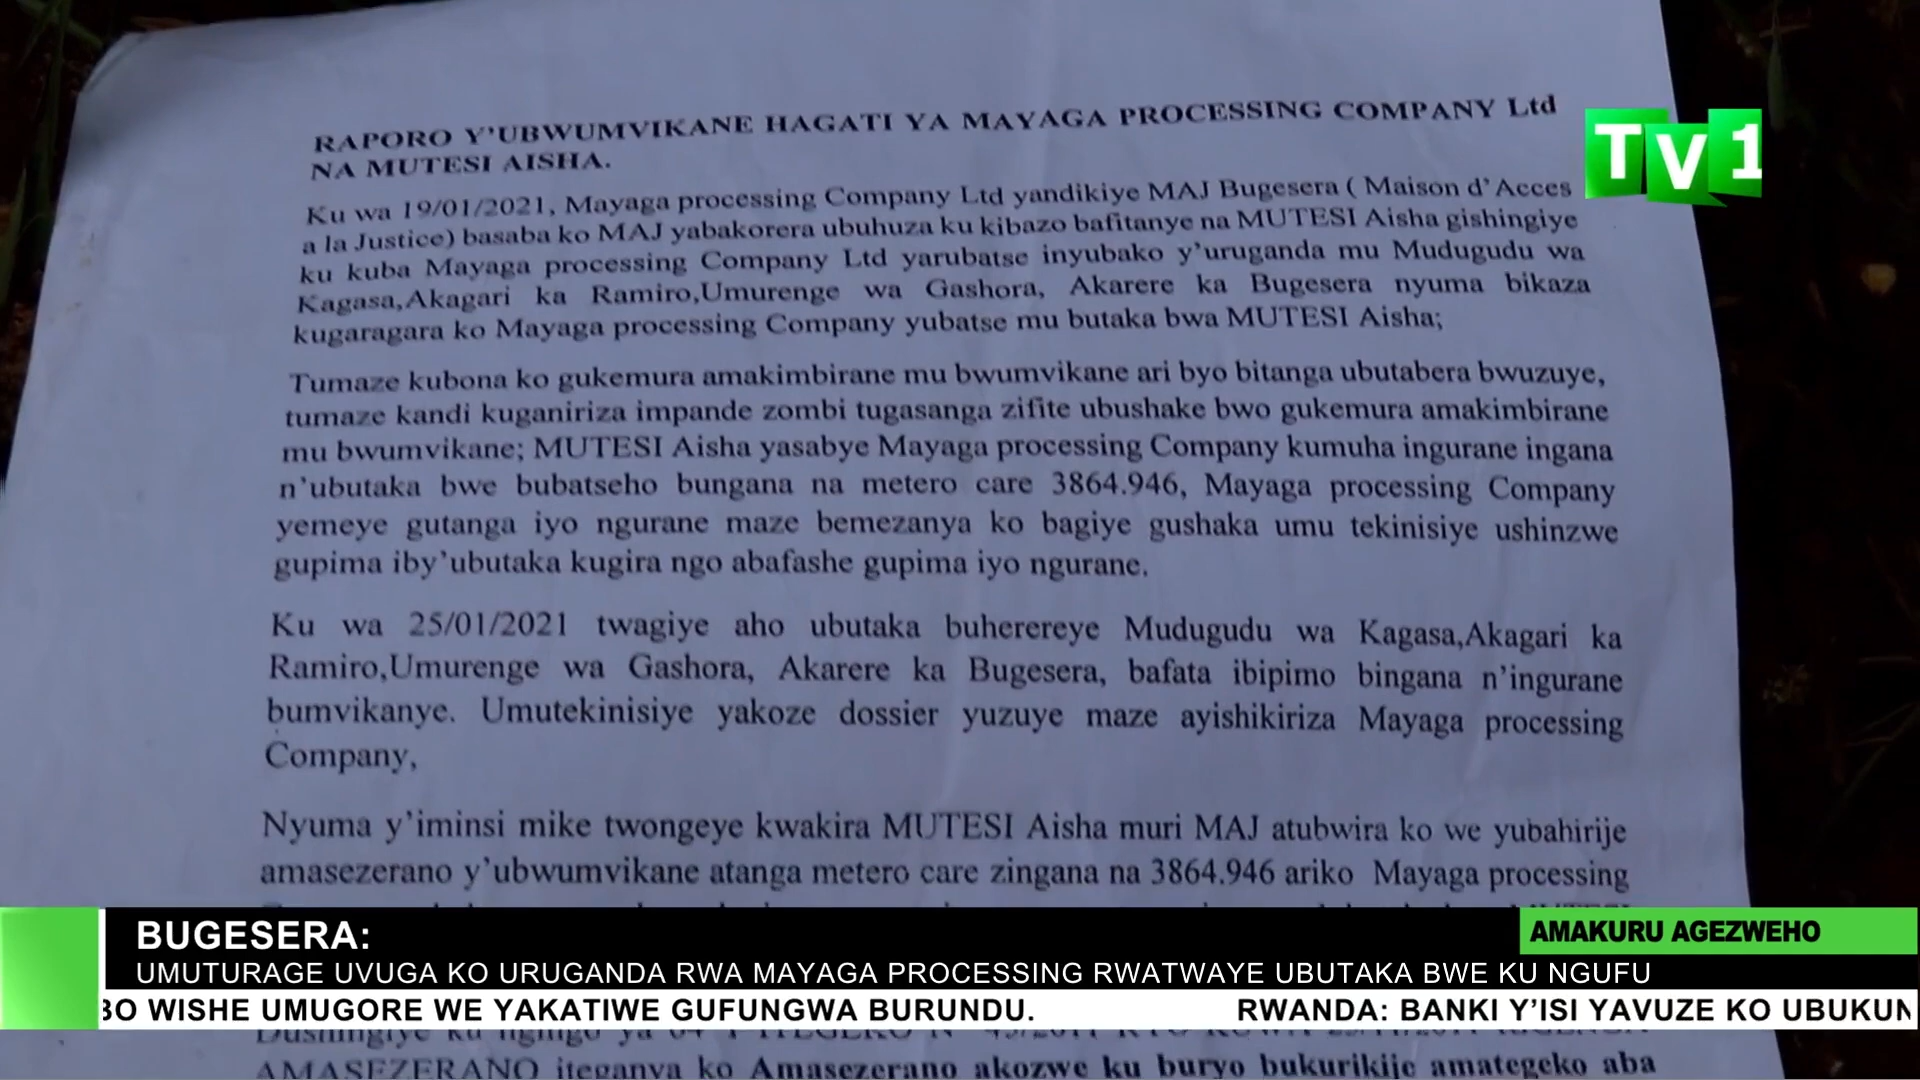 RAPORO Y'UBWUMVIKANE HAGATI YA MAYAGA PROCESSING COMPANY Ltd
NA MUTESI AISHA.
TV1
Ku wa 19/01/2021, Mayaga processing Company Ltd yandikiye MAJ Bugesera ( Maison d'Acces
a la Justice) basaba ko MAJ yabakorera ubuhuza ku kibazo bafitanye na MUTESI Aisha gishingiye
ku kuba Mayaga processing Company Ltd yarubatse inyubako y'uruganda mu Mudugudu wa
Kagasa,Akagari ka Ramiro,Umurenge wa Gashora, Akarere ka Bugesera nyuma bikaza
kugaragara ko Mayaga processing Company yubatse mu butaka bwa MUTESI Aisha;
Tumaze kubona ko gukemura amakimbirane mu bwumvikane ari byo bitanga ubutabera bwuzuye,
tumaze kandi kuganiriza impande zombi tugasanga zifite ubushake bwo gukemura amakimbirane
mu bwumvikane; MUTESI Aisha yasabye Mayaga processing Company kumuha ingurane ingana
n'ubutaka bwe bubatseho bungana na metero care 3864.946, Mayaga processing Company
yemeye gutanga iyo ngurane maze bemezanya ko bagiye gushaka umu tekinisiye ushinzwe
gupima iby'ubutaka kugira ngo abafashe gupima iyo ngurane.
Ku wa 25/01/2021 twagiye aho ubutaka buherereye Mudugudu wa Kagasa,Akagari ka
Ramiro,Umurenge wa Gashora, Akarere ka Bugesera, bafata ibipimo bingana n'ingurane
bumvikanye. Umutekinisiye yakoze dossier yuzuye maze ayishikiriza Mayaga processing
Company,
Nyuma y'iminsi mike twongeye kwakira MUTESI Aisha muri MAJ atubwira ko we yubahirije
amasezerano y'ubwumvikane atanga metero care zingana na 3864.946 ariko Mayaga processing
BUGESERA:
AMAKURU AGEZWEHO
UMUTURAGE UVUGA KO URUGANDA RWA MAYAGA PROCESSING RWATWAYE UBUTAKA BWE KU NGUFU
BO WISHE UMUGORE WE YAKATIWE GUFUNGWA BURUNDU. RWANDA: BANKI Y'ISI YAVUZE KO UBUKUN
AMASEZERANO iteganya ko Amasezerano akozwe ku buryo bukurikije amategeko aba